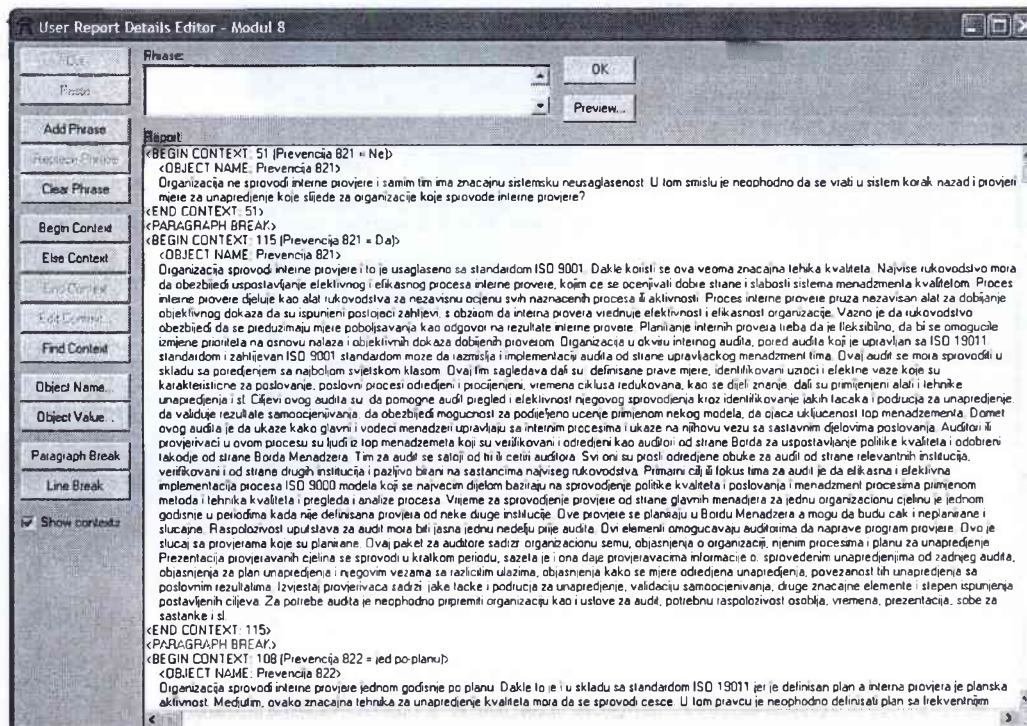 User Report Details Editor - Modul 8
Phrase:
OK
Paste
Preview...
Add Phrase
Report:
Replace Phrase
<BEGIN CONTEXT: 51 (Prevencija 821 = Ne)>
<OBJECT NAME: Prevencija 821>
Clear Phrase
Organizacija ne sprovodi interne provjere i samim tim ima znacajnu sistemsku neusaglasenost. U tom smislu je neophodno da se vrati u sistem korak nazad i provjeri
mjere za unapredjenje koje slijede za organizacije koje sprovode interne provjere?
<END CONTEXT: 51>
Begin Context
<PARAGRAPH BREAK>
<BEGIN CONTEXT: 115 (Prevencija 821 = Da)>
Else Context
<OBJECT NAME: Prevencija 821>
Organizacija sprovodi interne provjere i to je usaglaseno sa standardom ISO 9001. Dakle koristi se ova veoma znacajna tehika kvaliteta. Najvise rukovodstvo mora
End Context
da obezbijedi uspostavljanje efektivnog i efikasnog procesa interne provere, kojim ce se ocenjivati dobre strane i slabosti sistema menadzmenta kvalitetom. Proces
interne provere djeluje kao alat rukovodstva za nezavisnu ocjenu svih naznacenih procesa ili aktivnosti. Proces interne provere pruza nezavisan alat za dobijanje
Edit Context...
objektivnog dokaza da su ispunjeni postojeci zahtjevi, s obzirom da interna provera vrednuje efektivnost i efikasnost organizacije. Vazno je da rukovodstvo
obezbijedi da se preduzimaju mjere poboljsavanja kao odgovor na rezultate interne provere. Planiranje internih provera treba da je fleksibilno, da bi se omogucile
Find Context
izmjene prioriteta na osnovu nalaza i objektivnih dokaza dobijenih proverom. Organizacija u okviru internog audita, pored audita koji je upravljan sa ISO 19011
standardom i zahtijevan ISO 9001 standardom moze da razmislja i implementaciji audita od strane upravljackog menadzment tima. Ovaj audit se mora sprovoditi u
skladu sa poredjenjem sa najboljom svjetskom klasom. Ovaj tim sagledava dali su: definisane prave mjere, identifikovani uzroci i efektne vaze koje su
Object Name...
karakteristicne za poslovanje, poslovni procesi odredjeni i procijenjeni, vremena ciklusa redukovana, kao se dijeli znanje, dali su primijenjeni alati i tehnike
unapredjenja i sl. Ciljevi ovog audita su: da pomogne audit pregled i efektivnost njegovog sprovodjenja kroz identifikovanje jakih tacaka i podrucja za unapredjenje,
Object Value...
da validuje rezultate samoocjenjivanja, da obezbjedi mogucnost za podijeljeno ucenje primjenom nekog modela, da ojaca ukljucenost top menadzementa. Domet
ovog audita je da ukaze kako glavni i vodeci menadzeri upravljaju sa internim procesima i ukaze na njihovu vezu sa sastavnim djelovima poslovanja. Auditori ili
Paragraph Break
provjerivaci u ovom procesu su ljudi iz top menadzemeta koji su verifikovani i odredjeni kao auditori od strane Borda za uspostavljanje politike kvaliteta i odobreni
takodje od strane Borda Menadzera. Tim za audit se satoji od tri ili cetiri auditora. Svi oni su prosli odredjene obuke za audit od strane relevantnih institucija,
Line Break
verifikovani i od strane drugih institucija i pazljivo birani na sastancima najviseg rukovodstva. Primarni cilj ili fokus tima za audit je da efikasna i efektivna
implementacija procesa ISO 9000 modela koji se najvecim dijelom baziraju na sprovodjenje politike kvaliteta i poslovanja i menadzment procesima primjenom
metoda i tehnika kvaliteta i pregleda i analize procesa. Vrijeme za sprovodjenje provjere od strane glavnih menadjera za jednu organizacionu cjelinu je jednom
Show contexts
godisnje u periodima kada nije definisana provjera od neke druge institucije. Ove provjere se planiraju u Bordu Menadzera a mogu da budu cak i neplanirane i
slucajne. Raspolozivost uputstava za audit mora biti jasna jednu nedelju prije audita. Ovi elementi omogucavaju auditorima da naprave program provjere. Ovo je
slucaj sa provjerama koje su planirane. Ovaj paket za auditore sadrzi organizacionu semu, objasnjenja o organizaciji, njenim procesima i planu za unapredjenje.
Prezentacija provjeravanih cjelina se sprovodi u kratkom periodu, sazeta je i ona daje provjeravacima informacije o: sprovedenim unapredjenjima od zadnjeg audita,
objasnjenja za plan unapredjenja i njegovim vezama sa razlicitim ulazima, objasnjenja kako se mjere odredjena unapredjenja, povezanost tih unapredjenja sa
poslovnim rezultatima. Izvjestaj provjerivaca sadrzi jake tacke i podrucja za unapredjenje, validaciju samoocjenivanja, druge znacajne elemente i stepen ispunjenja
postavljenih ciljeva. Za potrebe audita je neophodno pripremiti organizaciju kao i uslove za audit, potrebnu raspolozivost osoblja, vremena, prezentacija, sobe za
sastanke i sl.
<END CONTEXT: 115>
<PARAGRAPH BREAK>
<BEGIN CONTEXT: 108 (Prevencija 822 = jed po-planu)>
<OBJECT NAME: Prevencija 822>
Organizacija sprovodi interne provjere jednom godisnje po planu. Dakle to je i u skladu sa standardom ISO 19011 jer je definisan plan a interna provjera je planska
aktivnost. Medjutim, ovako znacajna tehnika za unapredjenje kvaliteta mora da se sprovodi cesce. U tom pravcu je neophodno definisati plan sa frekventnijm